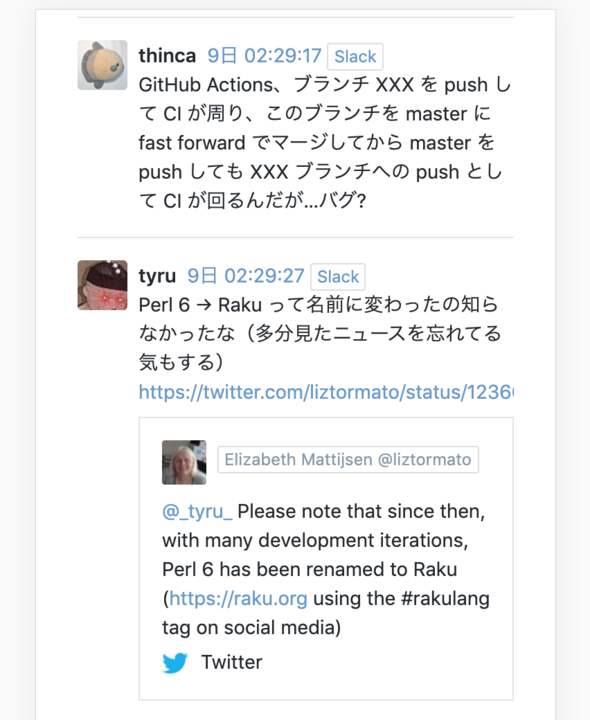 thinca 9日 02:29:17 Slack
GitHub Actions、ブランチ XXX を push し
て CI が周り、このブランチを master に
fast forward でマージしてから master を
push しても XXX ブランチへの push とし
て CI が回るんだが...バグ?
tyru 9日 02:29:27 Slack
Perl 6 → Raku って名前に変わったの知ら
なかったな（多分見たニュースを忘れてる
気もする）
https://twitter.com/liztormato/status/1236
Elizabeth Mattijsen @liztormato
@_tyru_ Please note that since then,
with many development iterations,
Perl 6 has been renamed to Raku
(https://raku.org using the #rakulang
tag on social media)
Twitter